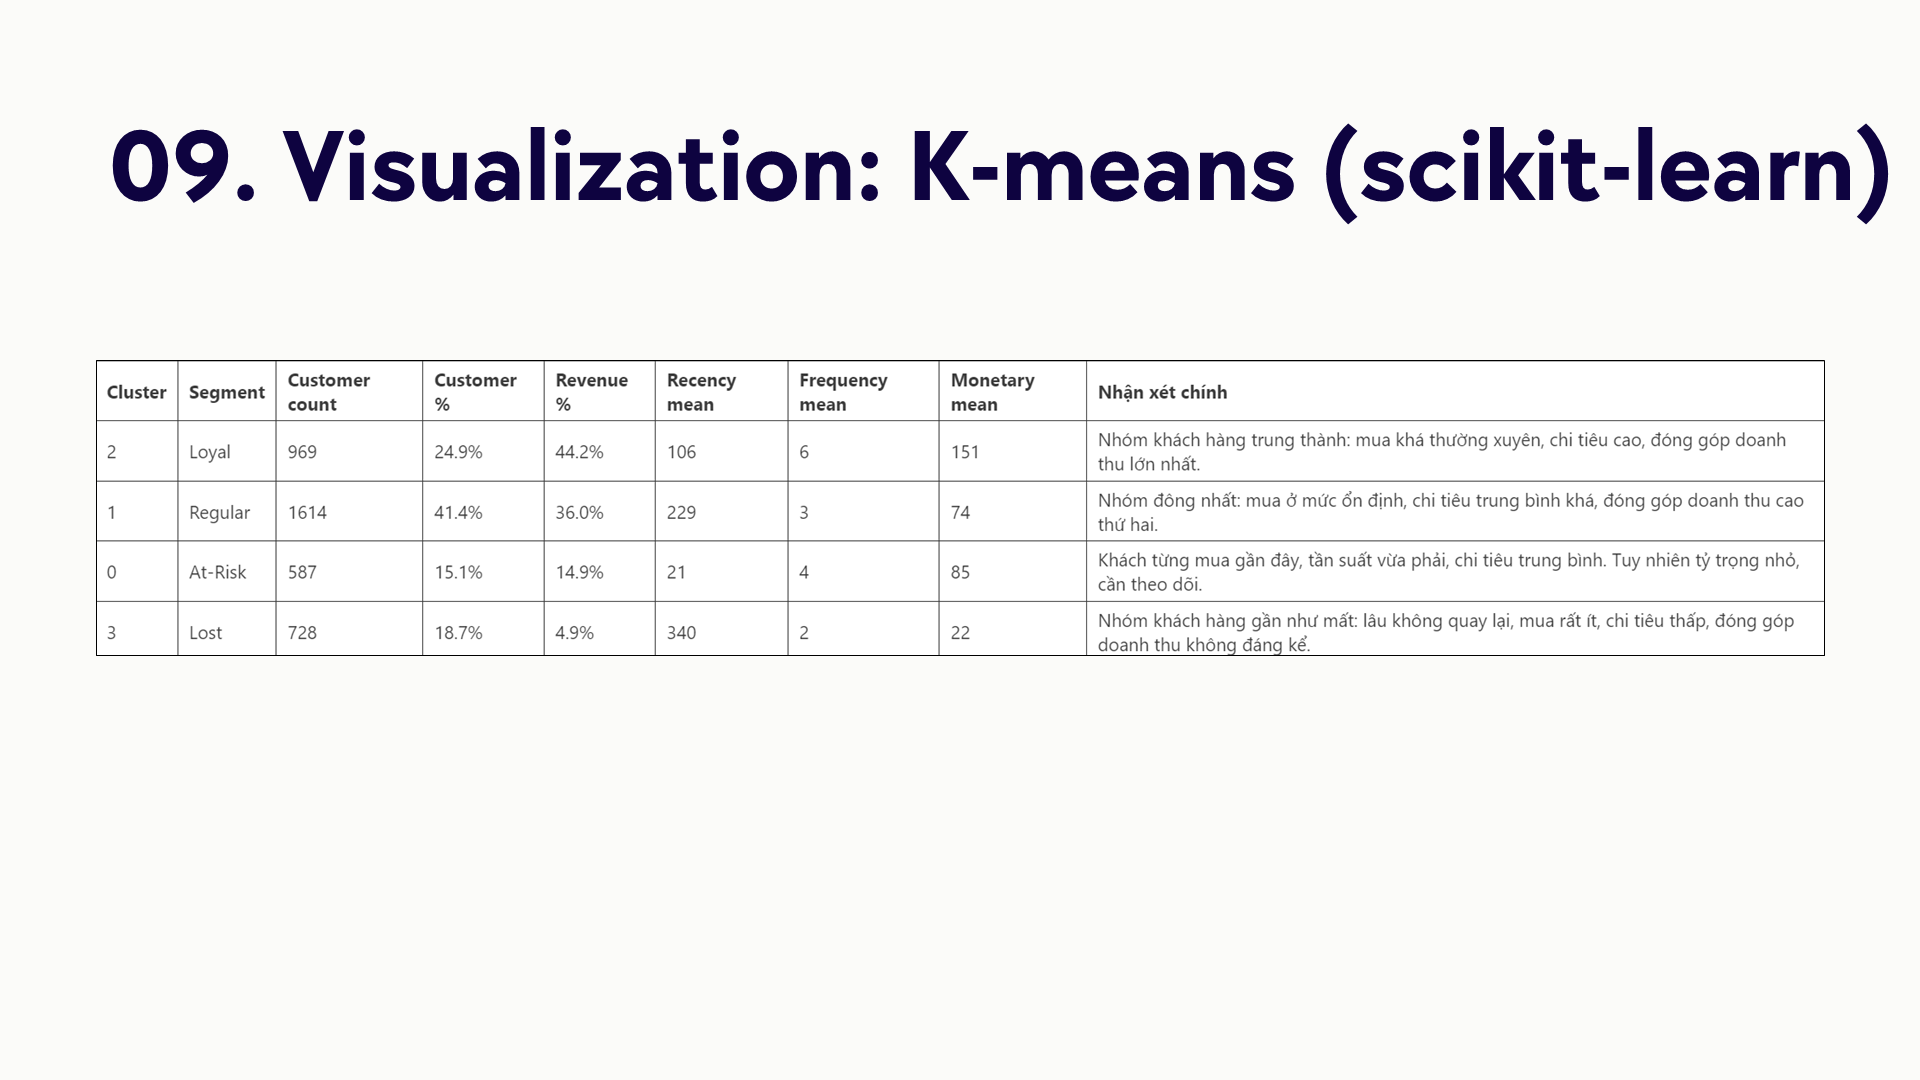 09. Visualization: K-means (scikit-learn)
Cluster Segment Customer count Customer % Revenue % Recency mean Frequency mean Monetary mean Nhận xét chính
2 Loyal 969 24.9% 44.2% 106 6 151 Nhóm khách hàng trung thành: mua khá thường xuyên, chi tiêu cao, đóng góp doanh
thu lớn nhất.
1 Regular 1614 41.4% 36.0% 229 3 74 Nhóm đông nhất: mua ở mức ổn định, chi tiêu trung bình khá, đóng góp doanh thu cao
thứ hai.
0 At-Risk 587 15.1% 14.9% 21 4 85 Khách từng mua gần đây, tần suất vừa phải, chi tiêu trung bình. Tuy nhiên tỷ trọng nhỏ,
cần theo dõi.
3 Lost 728 18.7% 4.9% 340 2 22 Nhóm khách hàng gần như mất: lâu không quay lại, mua rất ít, chi tiêu thấp, đóng góp
doanh thu không đáng kể.